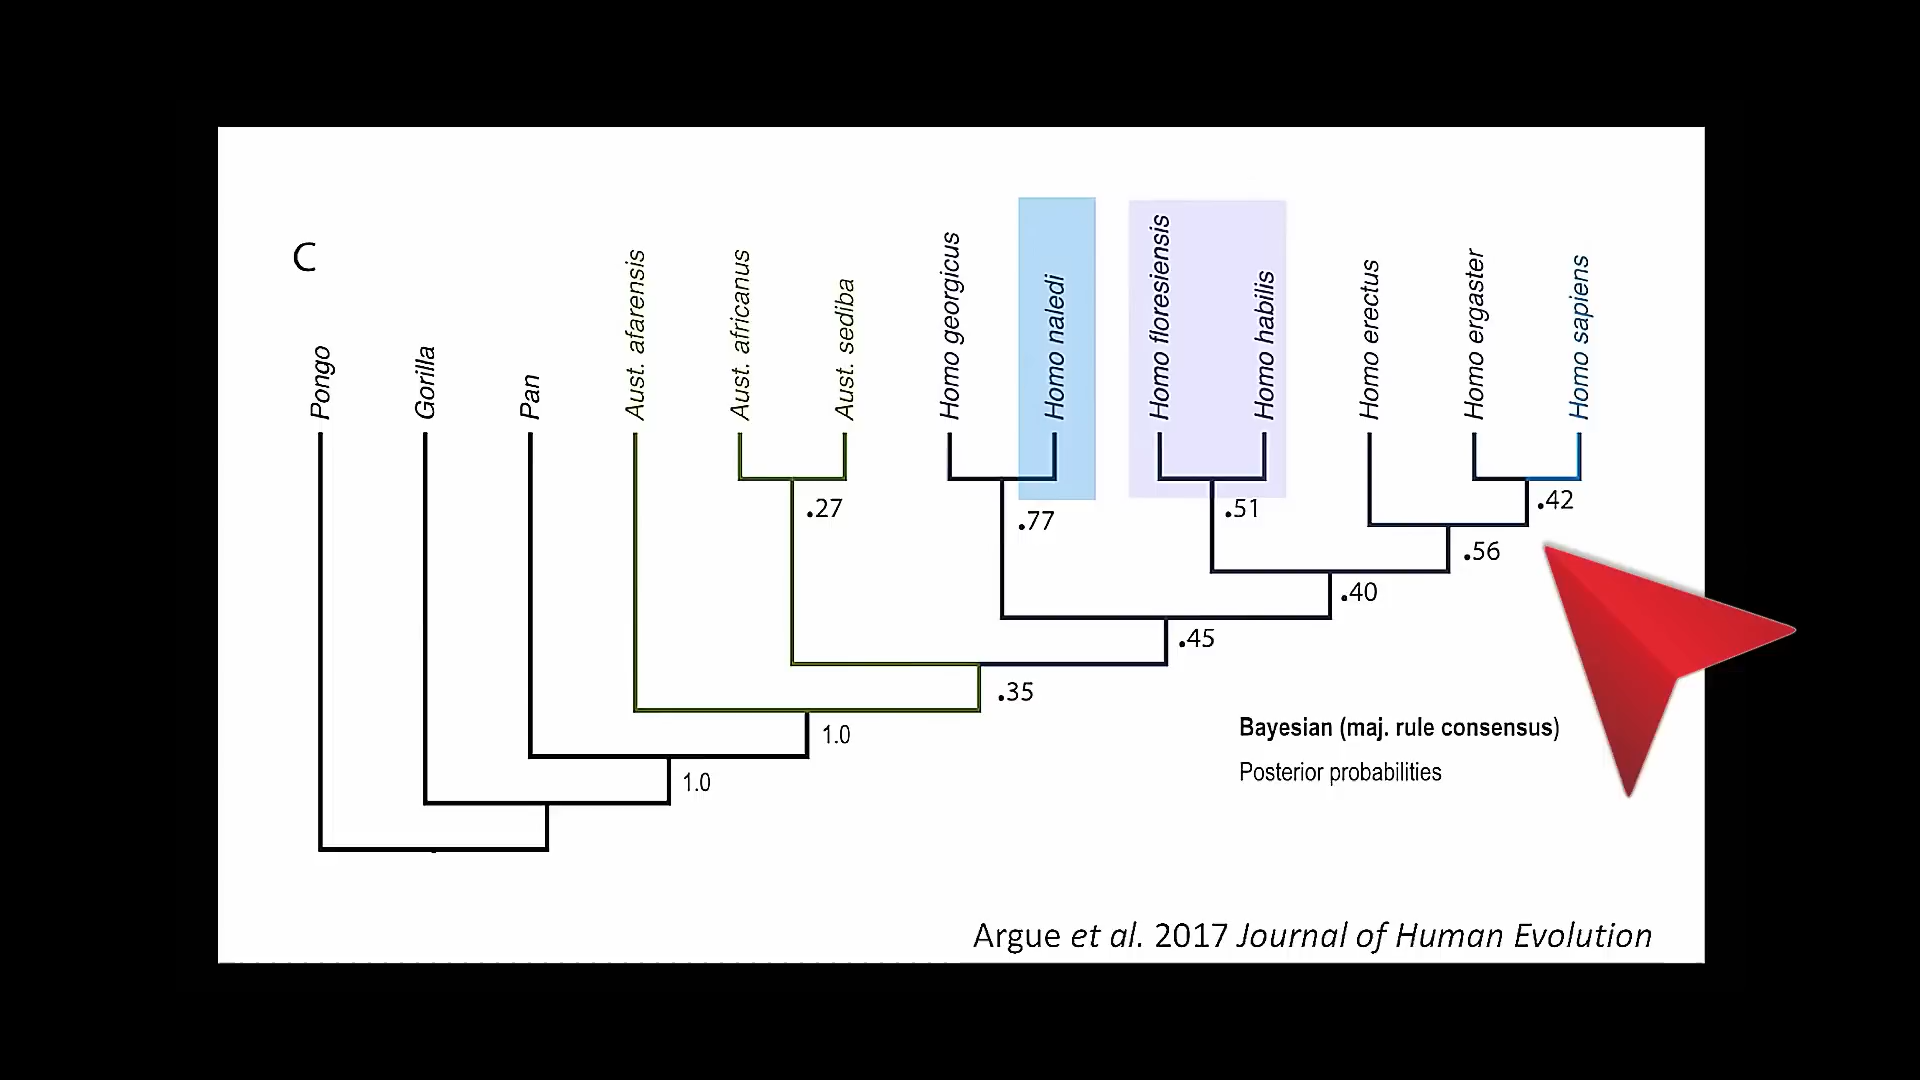 C
Pongo
Gorilla
Pan
Aust. afarensis
Aust. africanus
Aust. sediba
Homo georgicus
Homo naledi
Homo floresiensis
Homo habilis
Homo erectus
Homo ergaster
Homo sapiens
.27
.77
.51
.42
.56
.40
.45
.35
1.0
1.0
Bayesian (maj. rule consensus)
Posterior probabilities
Argue et al. 2017 Journal of Human Evolution